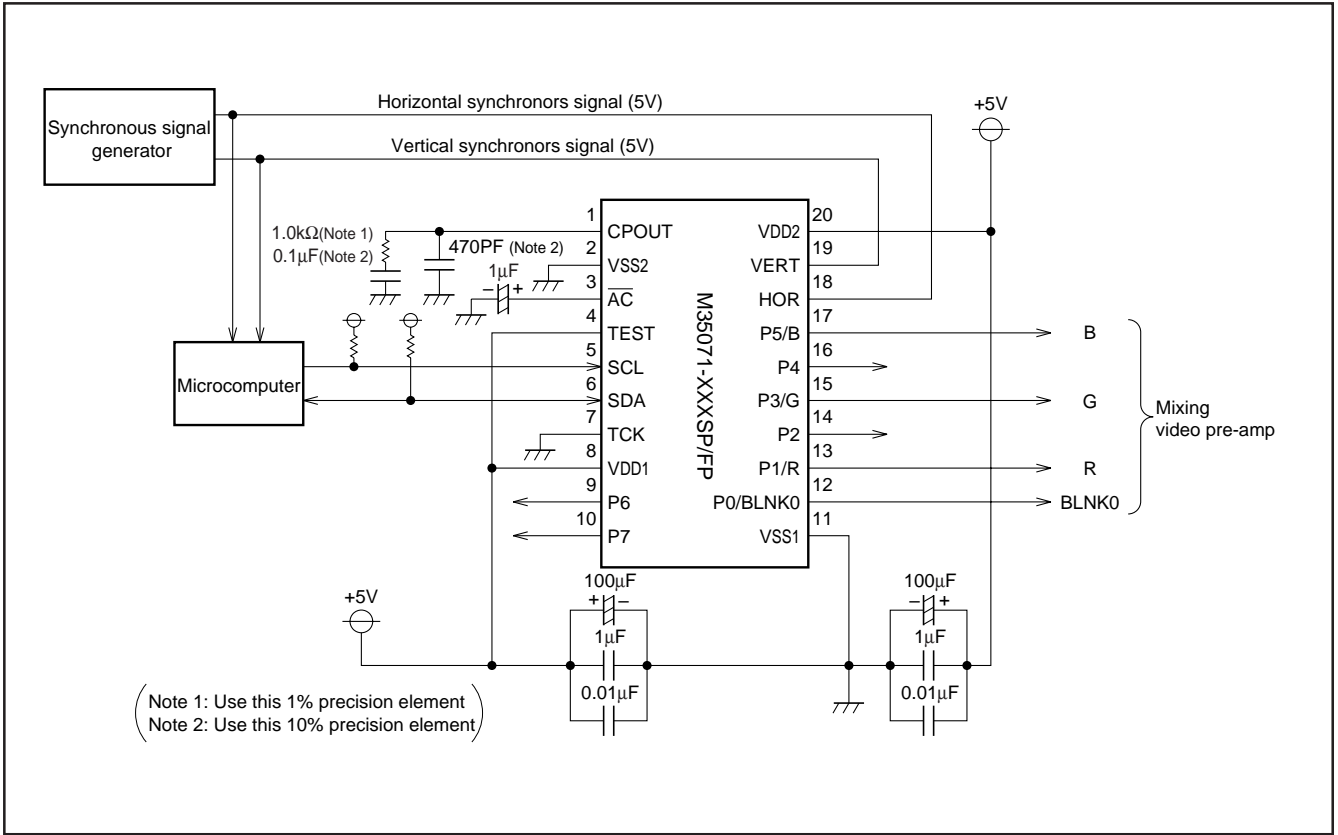 Synchronous signal
generator
Horizontal synchronors signal (5V)
Vertical synchronors signal (5V)
+5V
1.0kΩ(Note 1)
0.1μF(Note 2)
470PF (Note 2)
1μF
− +
Microcomputer
1 CPOUT
2 VSS2
3 AC
4 TEST
5 SCL
6 SDA
7 TCK
8 VDD1
9 P6
10 P7
M35071-XXXSP/FP
20 VDD2
19 VERT
18 HOR
17 P5/B
16 P4
15 P3/G
14 P2
13 P1/R
12 P0/BLNK0
11 VSS1
B
G
R
BLNK0
Mixing
video pre-amp
+5V
100μF
+ −
1μF
0.01μF
100μF
− +
1μF
0.01μF
Note 1: Use this 1% precision element
Note 2: Use this 10% precision element